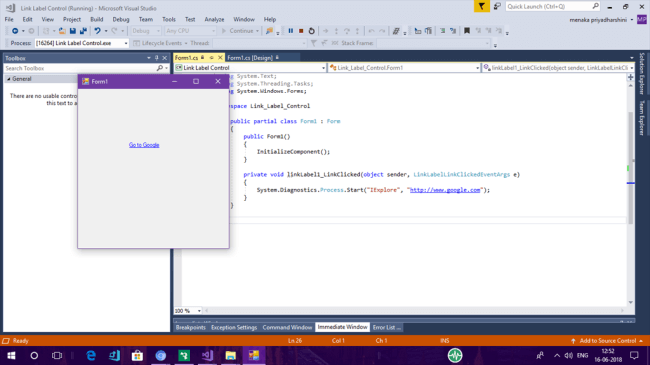 Link Label Control (Running) - Microsoft Visual Studio
Quick Launch (Ctrl+Q)
File Edit View Project Build Debug Team Tools Test Analyze Window Help
menaka priyadharshini MP
Debug Any CPU Continue
Process: [16264] Link Label Control.exe Lifecycle Events Thread: Stack Frame:
Toolbox
Search Toolbox
General
There are no usable control
this text to a
Form1.cs Form1.cs [Design]
Link Label Control Link_Label_Control.Form1 linkLabel1_LinkClicked(object sender, LinkLabelLinkCli
Form1
Go to Google
System.Text;
System.Threading.Tasks;
System.Windows.Forms;
space Link_Label_Control
public partial class Form1 : Form
{
public Form1()
{
InitializeComponent();
}
private void linkLabel1_LinkClicked(object sender, LinkLabelLinkClickedEventArgs e)
{
System.Diagnostics.Process.Start("IExplore", "http://www.google.com");
}
}
Solution Explorer
Team Explorer
100 %
Breakpoints Exception Settings Command Window Immediate Window Error List ...
Ready Ln 26 Col 1 Ch 1 INS Add to Source Control
ENG 12:52
16-06-2018